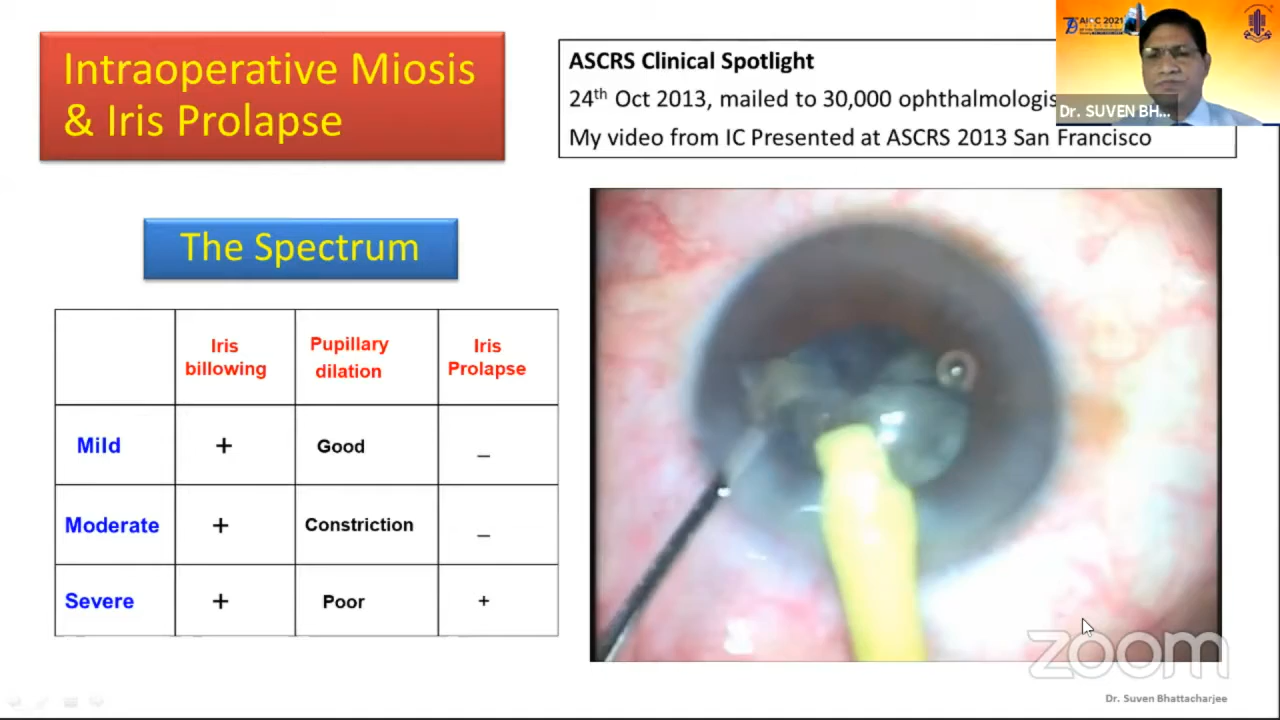 Intraoperative Miosis
& Iris Prolapse
ASCRS Clinical Spotlight
24th Oct 2013, mailed to 30,000 ophthalmologis
My video from IC Presented at ASCRS 2013 San Francisco
AICC 2021
Dr. SUVEN BH...
The Spectrum
Iris billowing
Pupillary dilation
Iris Prolapse
Mild + Good _
Moderate + Constriction _
Severe + Poor +
zoom
Dr. Suven Bhattacharjee